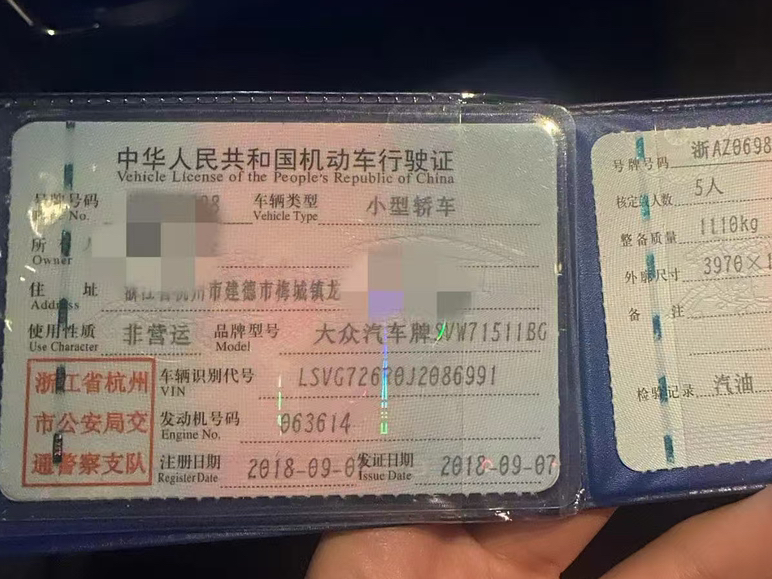 中华人民共和国机动车行驶证
Vehicle License of the People's Republic of China
号牌号码 车辆类型 小型轿车
No. Vehicle Type
所
Owner
住 址 浙江省杭州市建德市梅城镇龙
Address
使用性质 非营运 品牌型号 大众汽车牌SVW71511BG
Use Character Model
浙江省杭州
市公安局交
通警察支队
车辆识别代号 LSVG726R0J2086991
VIN
发动机号码 063614
Engine No.
注册日期 2018-09-07 发证日期 2018-09-07
Register Date Issue Date
号牌号码 浙AZ0698
核定人数 5人
整备质量 1110kg
外廓尺寸 3970×1
备 注
检验记录 汽油